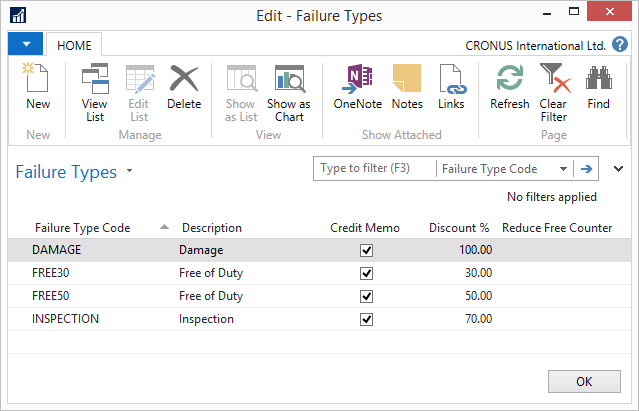 Edit - Failure Types
HOME
CRONUS International Ltd.
New
View List
Edit List
Delete
Show as List
Show as Chart
OneNote
Notes
Links
Refresh
Clear Filter
Find
New
Manage
View
Show Attached
Page
Failure Types
Type to filter (F3)
Failure Type Code
No filters applied
Failure Type Code Description Credit Memo Discount % Reduce Free Counter
DAMAGE Damage 100.00
FREE30 Free of Duty 30.00
FREE50 Free of Duty 50.00
INSPECTION Inspection 70.00
OK